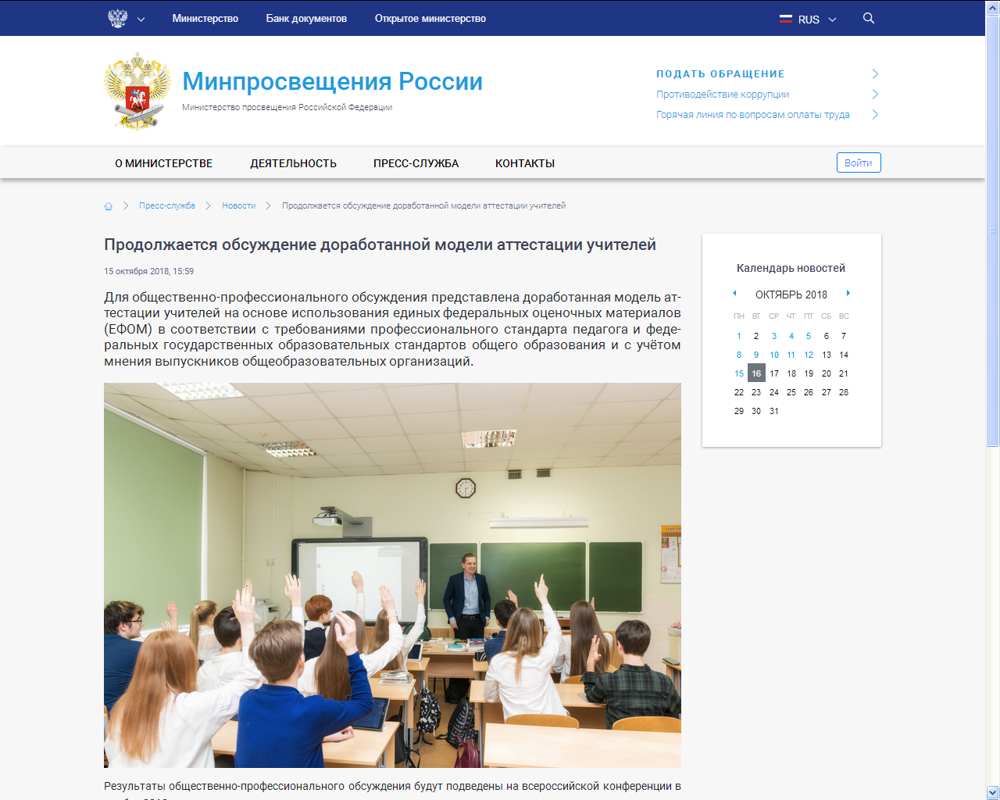 Министерство
Банк документов
Открытое министерство
RUS
Минпросвещения России
Министерство просвещения Российской Федерации
ПОДАТЬ ОБРАЩЕНИЕ
Противодействие коррупции
Горячая линия по вопросам оплаты труда
О МИНИСТЕРСТВЕ
ДЕЯТЕЛЬНОСТЬ
ПРЕСС-СЛУЖБА
КОНТАКТЫ
Войти
Пресс-служба
Новости
Продолжается обсуждение доработанной модели аттестации учителей
Продолжается обсуждение доработанной модели аттестации учителей
15 октября 2018, 15:59
Для общественно-профессионального обсуждения представлена доработанная модель ат-
тестации учителей на основе использования единых федеральных оценочных материалов
(ЕФОМ) в соответствии с требованиями профессионального стандарта педагога и феде-
ральных государственных образовательных стандартов общего образования и с учётом
мнения выпускников общеобразовательных организаций.
Результаты общественно-профессионального обсуждения будут подведены на всероссийской конференции в
Календарь новостей
ОКТЯБРЬ 2018
ПН ВТ СР ЧТ ПТ СБ ВС
1 2 3 4 5 6 7
8 9 10 11 12 13 14
15 16 17 18 19 20 21
22 23 24 25 26 27 28
29 30 31